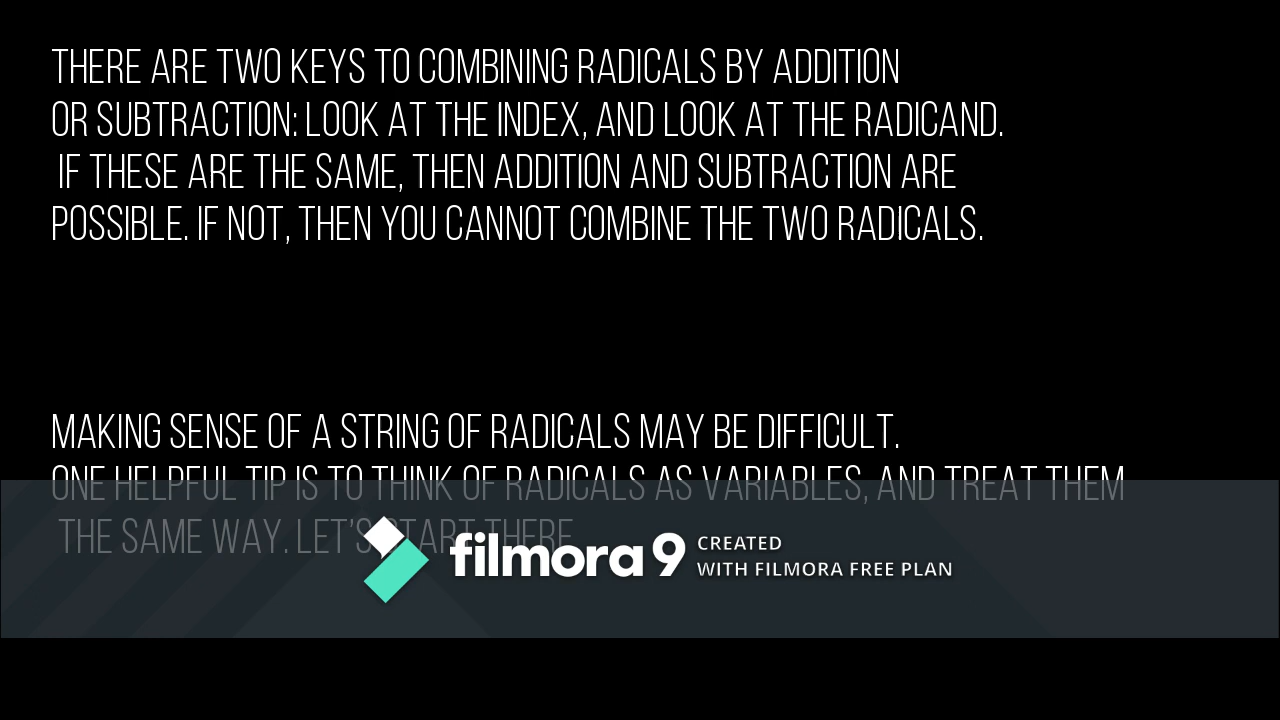 THERE ARE TWO KEYS TO COMBINING RADICALS BY ADDITION
OR SUBTRACTION: LOOK AT THE INDEX, AND LOOK AT THE RADICAND.
IF THESE ARE THE SAME, THEN ADDITION AND SUBTRACTION ARE
POSSIBLE. IF NOT, THEN YOU CANNOT COMBINE THE TWO RADICALS.
MAKING SENSE OF A STRING OF RADICALS MAY BE DIFFICULT.
ONE HELPFUL TIP IS TO THINK OF RADICALS AS VARIABLES, AND TREAT THEM
THE SAME WAY. LET'S START THERE
filmora 9
CREATED
WITH FILMORA FREE PLAN